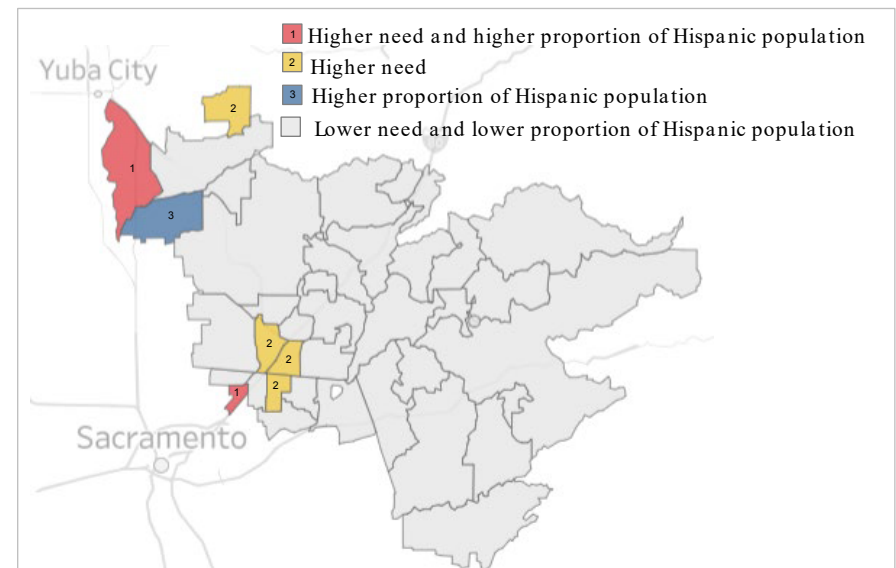 1 Higher need and higher proportion of Hispanic population
Yuba City
2 Higher need
3 Higher proportion of Hispanic population
2
Lower need and lower proportion of Hispanic population
1
3
2
2
2
1
Sacramento